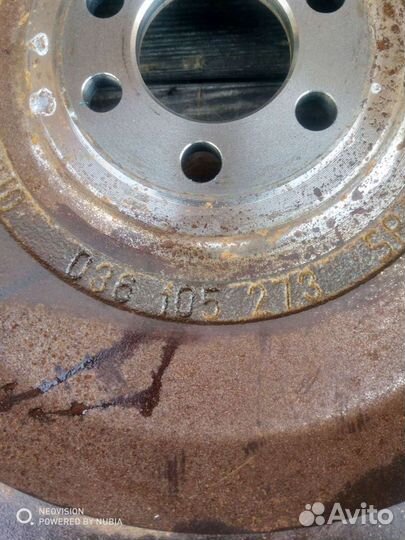 036 105 273
NEOVISION
POWERED BY NUBIA
Avito